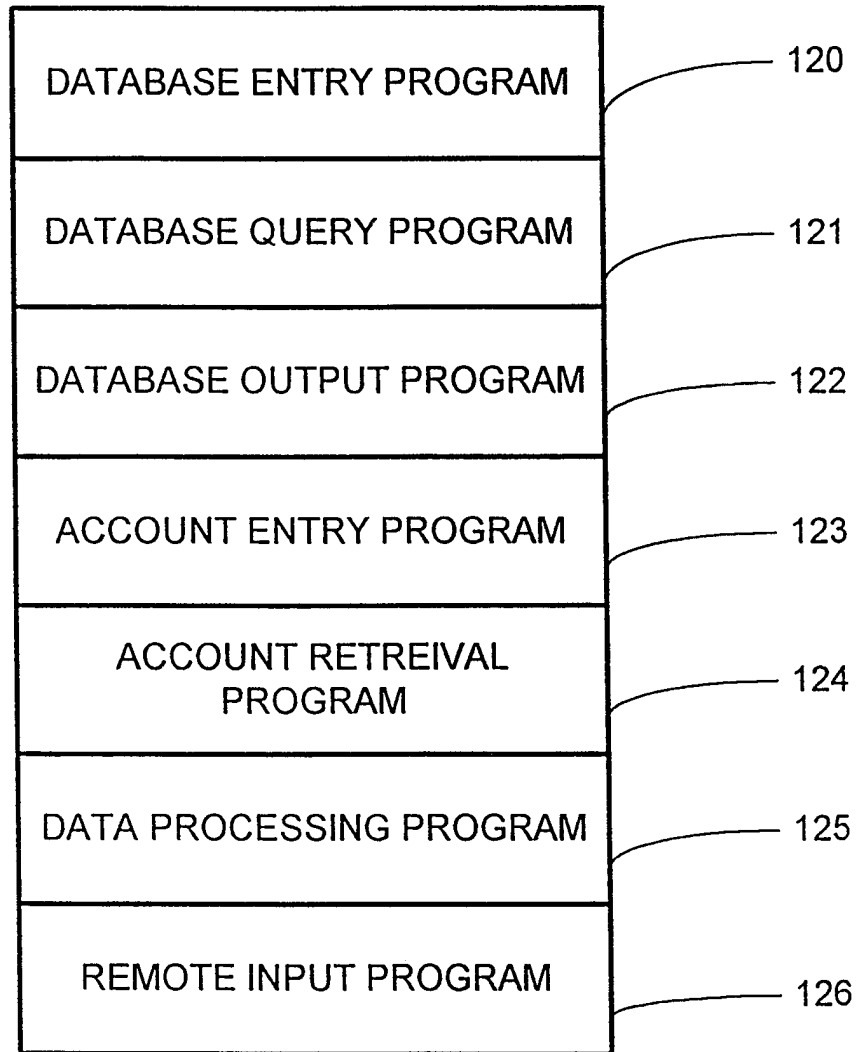 DATABASE ENTRY PROGRAM 120
DATABASE QUERY PROGRAM 121
DATABASE OUTPUT PROGRAM 122
ACCOUNT ENTRY PROGRAM 123
ACCOUNT RETREIVAL
PROGRAM 124
DATA PROCESSING PROGRAM 125
REMOTE INPUT PROGRAM 126